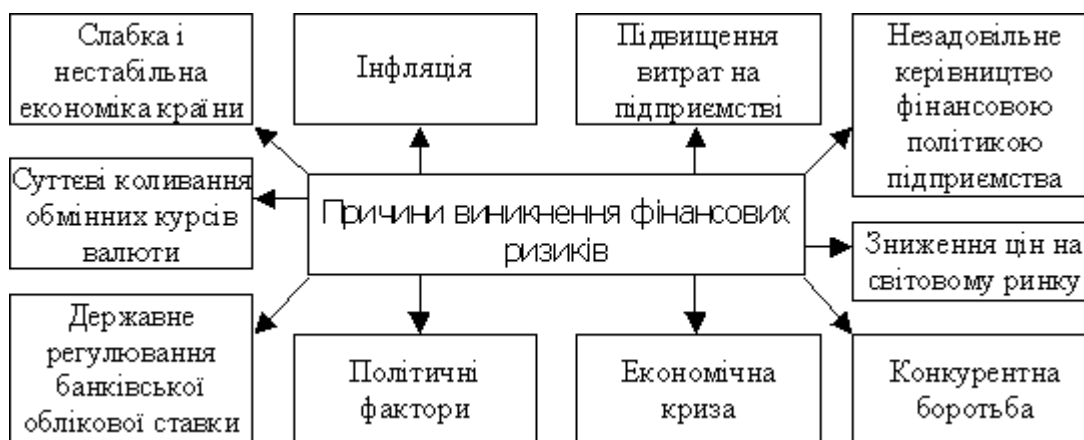 Слабка і
нестабільна
економіка країни
Інфляція
Підвищення
витрат на
підприємстві
Незадовільне
керівництво
фінансовою
політикою
підприємства
Суттєві коливання
обмінних курсів
валюти
Причини виникнення фінансових
ризиків
Зниження цін на
світовому ринку
Державне
регулювання
банківської
облікової ставки
Політичні
фактори
Економічна
криза
Конкурентна
боротьба